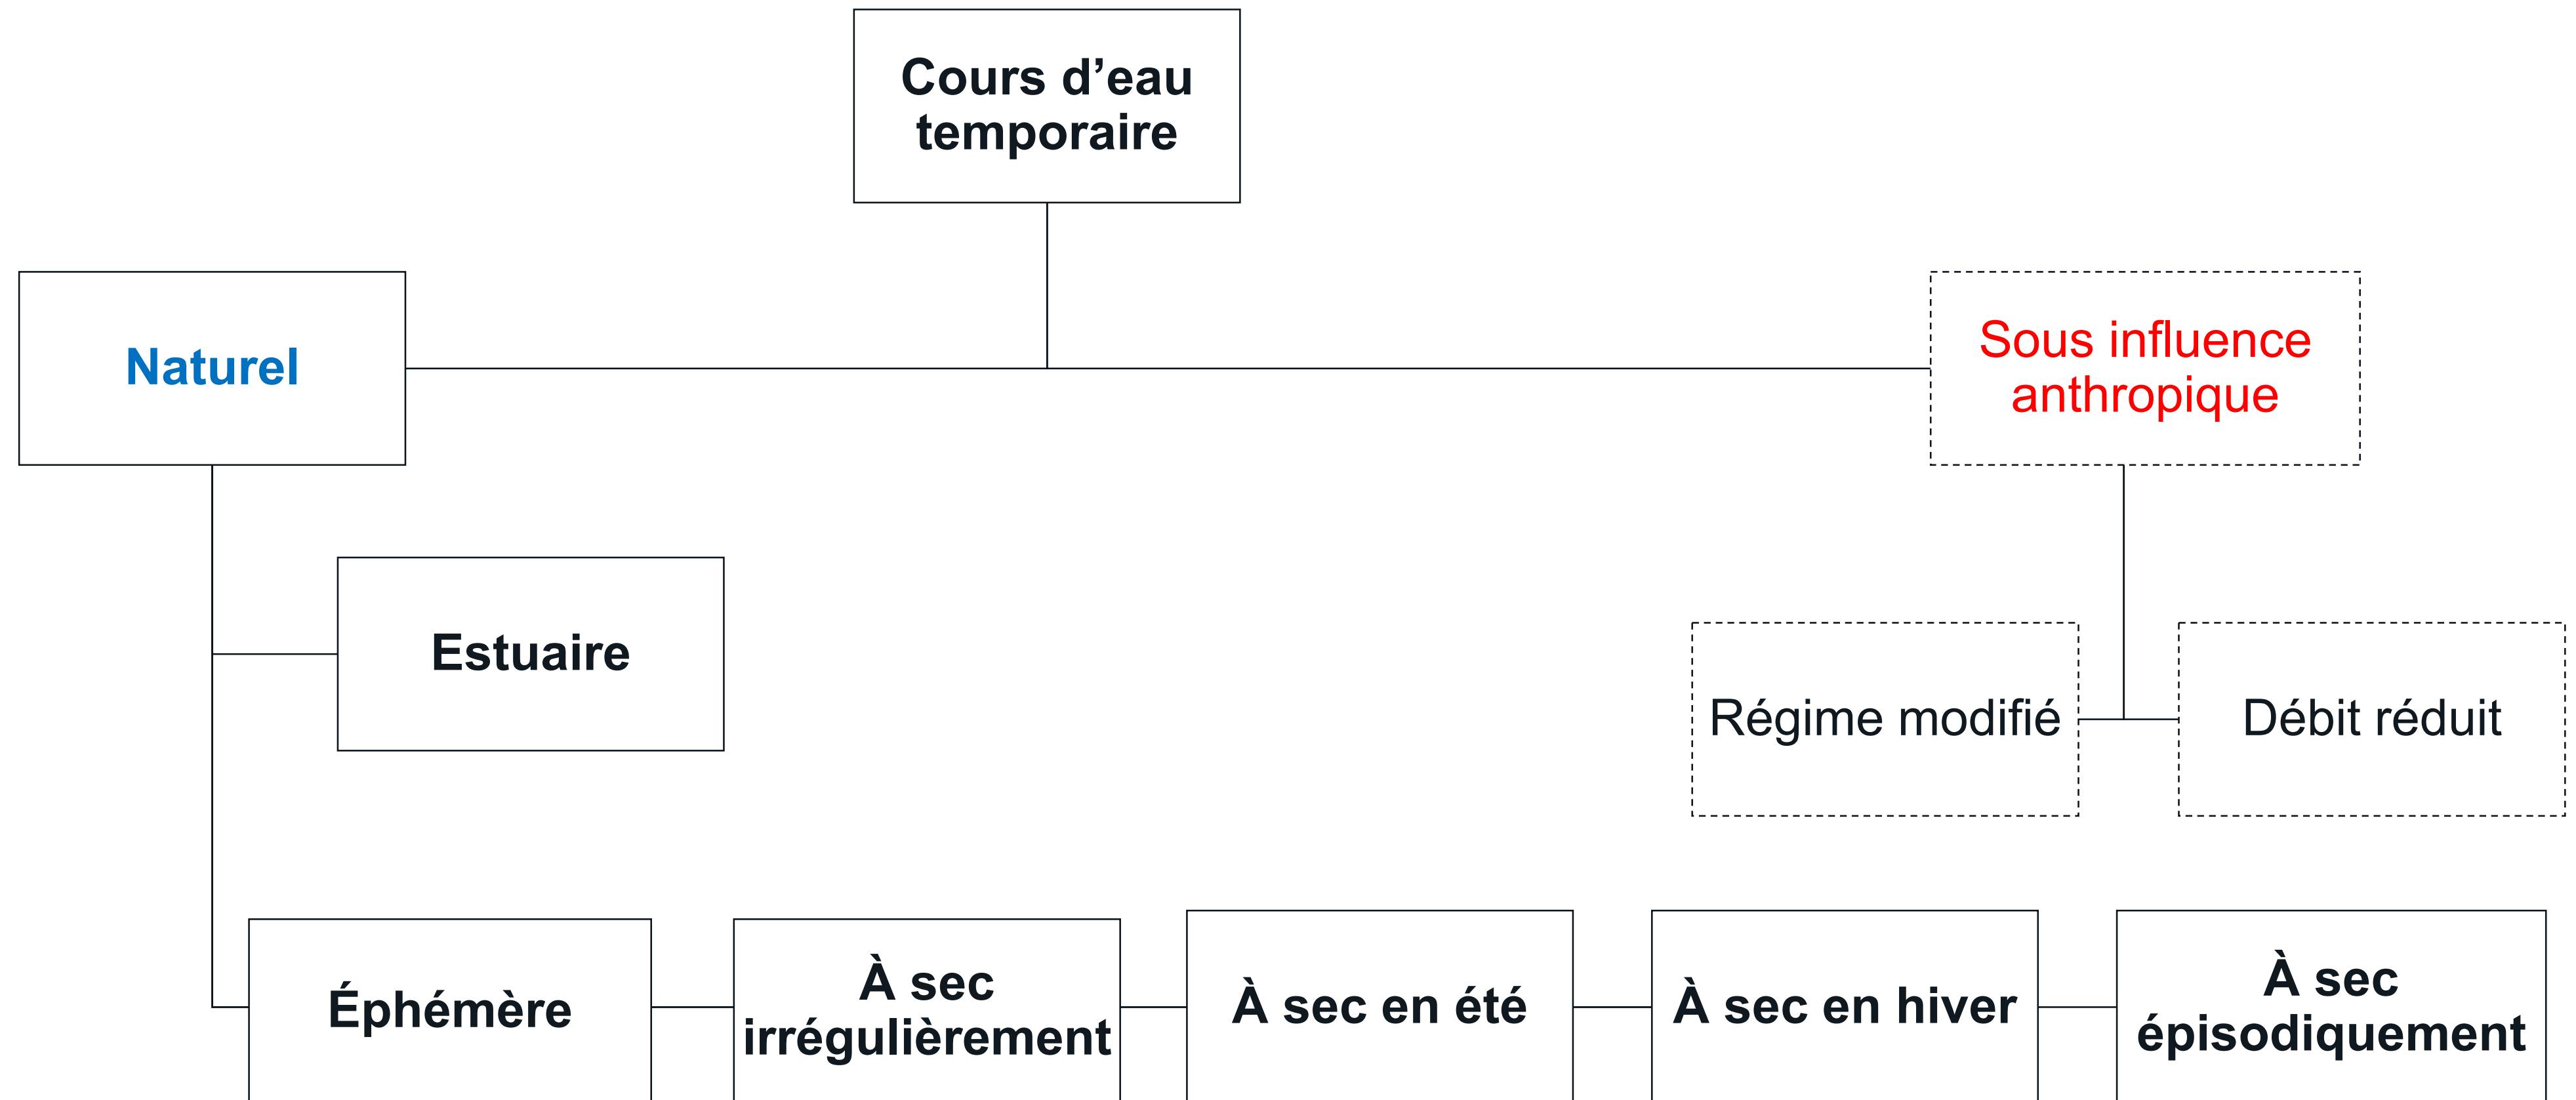 Cours d’eau
temporaire
Naturel
Sous influence
anthropique
Estuaire
Régime modifié
Débit réduit
Éphémère
À sec
irrégulièrement
À sec en été
À sec en hiver
À sec
épisodiquement